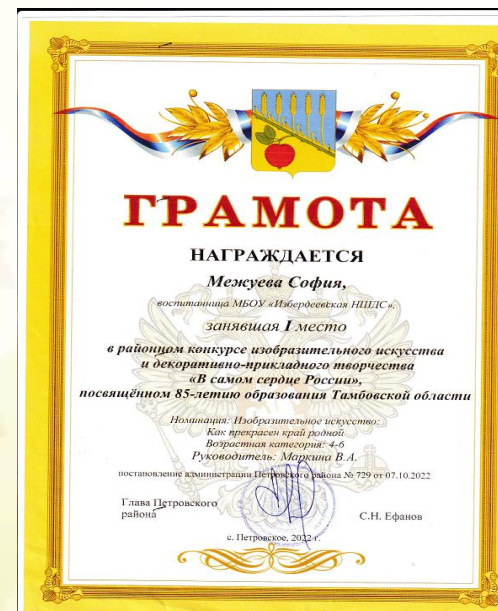 ГРАМОТА
НАГРАЖДАЕТСЯ
Межуева София,
воспитанница МБОУ «Избердеевская НШДС»,
занявшая I место
в районном конкурсе изобразительного искусства
и декоративно-прикладного творчества
«В самом сердце России»,
посвящённом 85-летию образования Тамбовской области
Номинация: Изобразительное искусство:
Как прекрасен край родной
Возрастная категория: 4-6
Руководитель: Маркина В.А.
постановление администрации Петровского района № 729 от 07.10.2022
Глава Петровского
района
С.Н. Ефанов
с. Петровское, 2022 г.